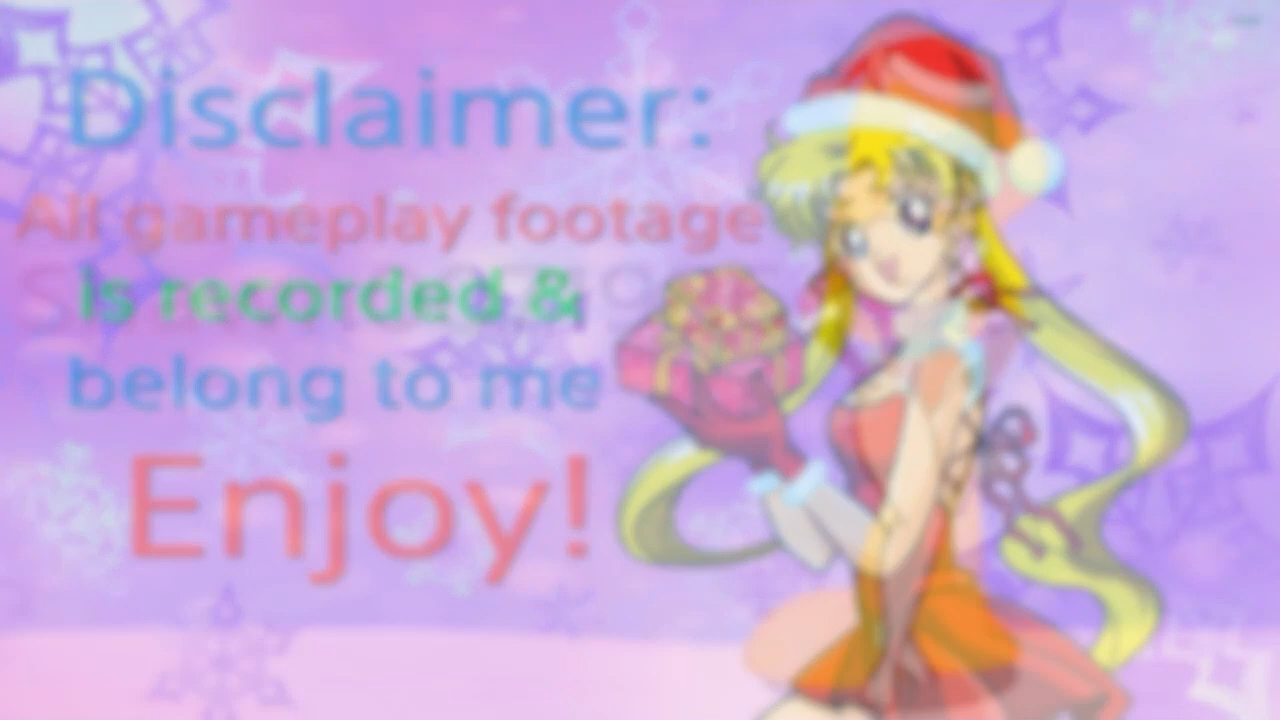 Disclaimer:
All gameplay footage
is recorded &
belong to me
Enjoy!